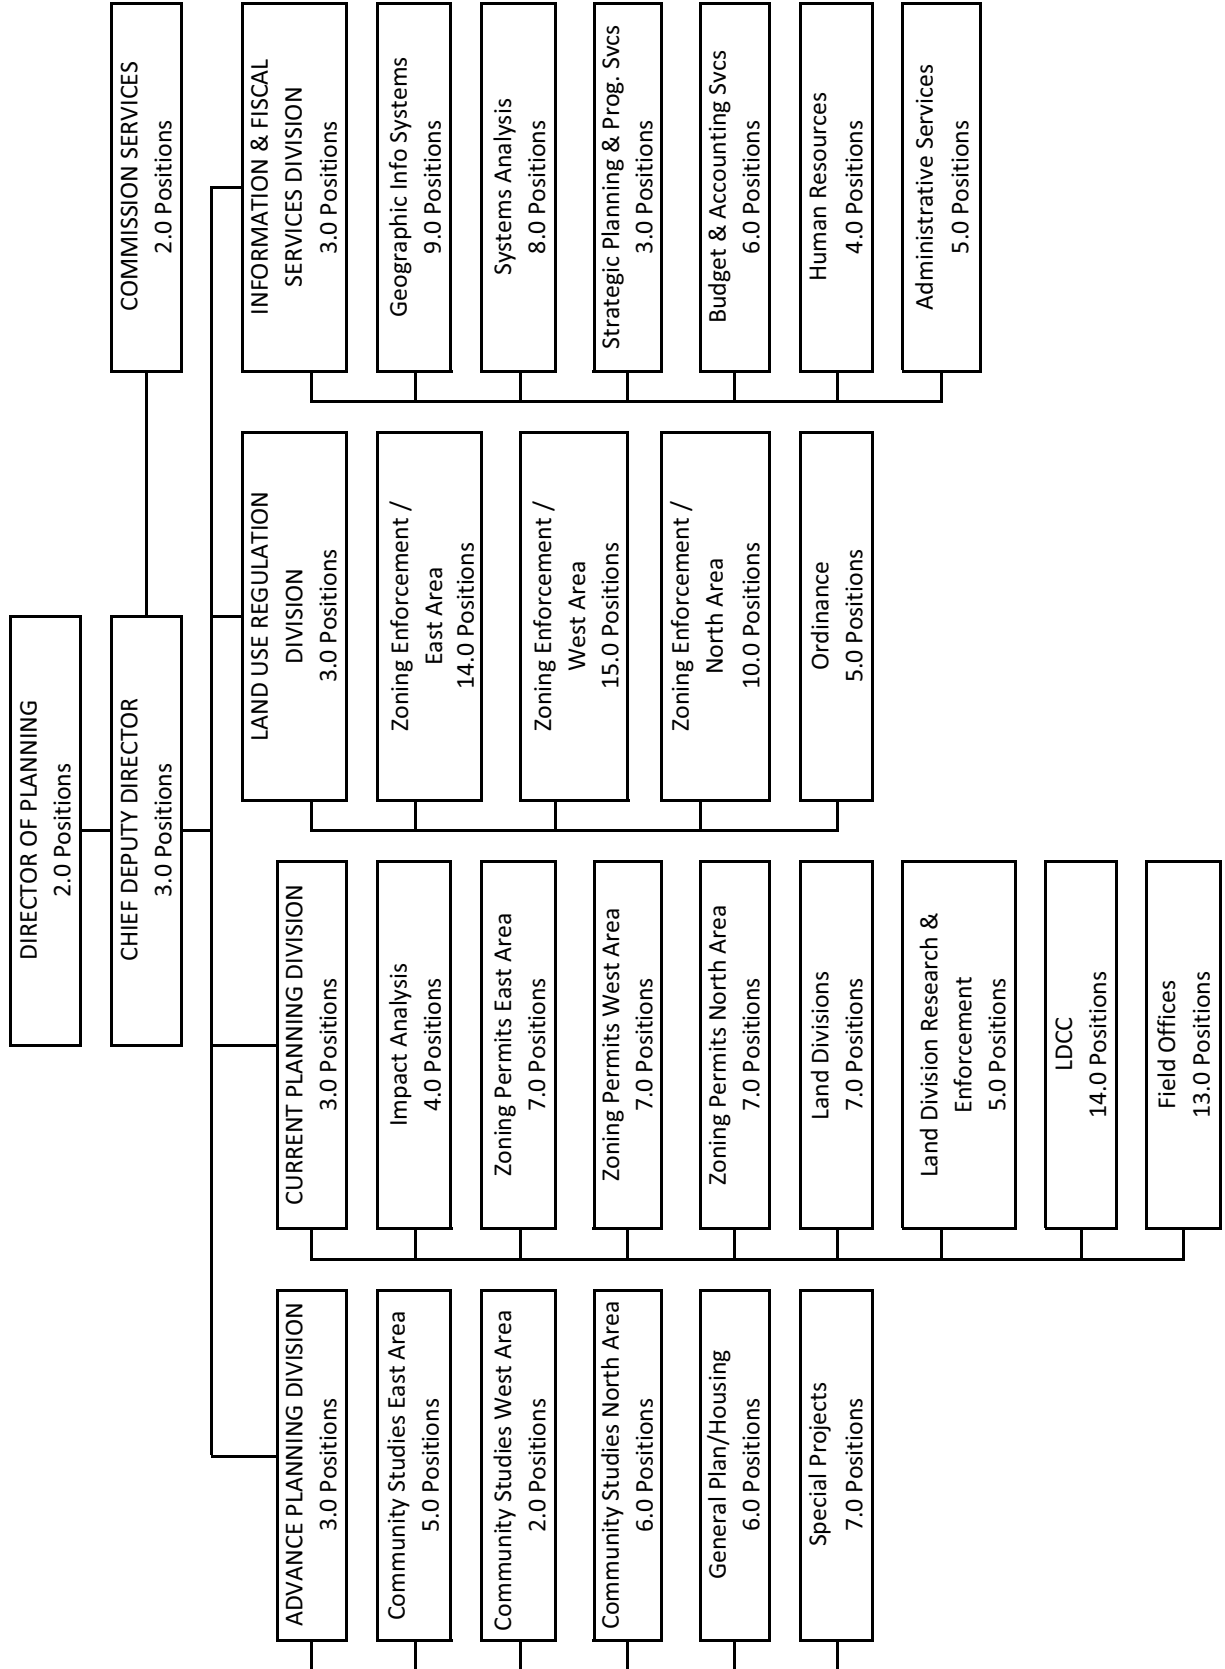 DIRECTOR OF PLANNING
2.0 Positions
CHIEF DEPUTY DIRECTOR
3.0 Positions
COMMISSION SERVICES
2.0 Positions
ADVANCE PLANNING DIVISION
3.0 Positions
Community Studies East Area
5.0 Positions
Community Studies West Area
2.0 Positions
Community Studies North Area
6.0 Positions
General Plan/Housing
6.0 Positions
Special Projects
7.0 Positions
CURRENT PLANNING DIVISION
3.0 Positions
Impact Analysis
4.0 Positions
Zoning Permits East Area
7.0 Positions
Zoning Permits West Area
7.0 Positions
Zoning Permits North Area
7.0 Positions
Land Divisions
7.0 Positions
Land Division Research &
Enforcement
5.0 Positions
LDCC
14.0 Positions
Field Offices
13.0 Positions
LAND USE REGULATION
DIVISION
3.0 Positions
Zoning Enforcement /
East Area
14.0 Positions
Zoning Enforcement /
West Area
15.0 Positions
Zoning Enforcement /
North Area
10.0 Positions
Ordinance
5.0 Positions
INFORMATION & FISCAL
SERVICES DIVISION
3.0 Positions
Geographic Info Systems
9.0 Positions
Systems Analysis
8.0 Positions
Strategic Planning & Prog. Svcs
3.0 Positions
Budget & Accounting Svcs
6.0 Positions
Human Resources
4.0 Positions
Administrative Services
5.0 Positions